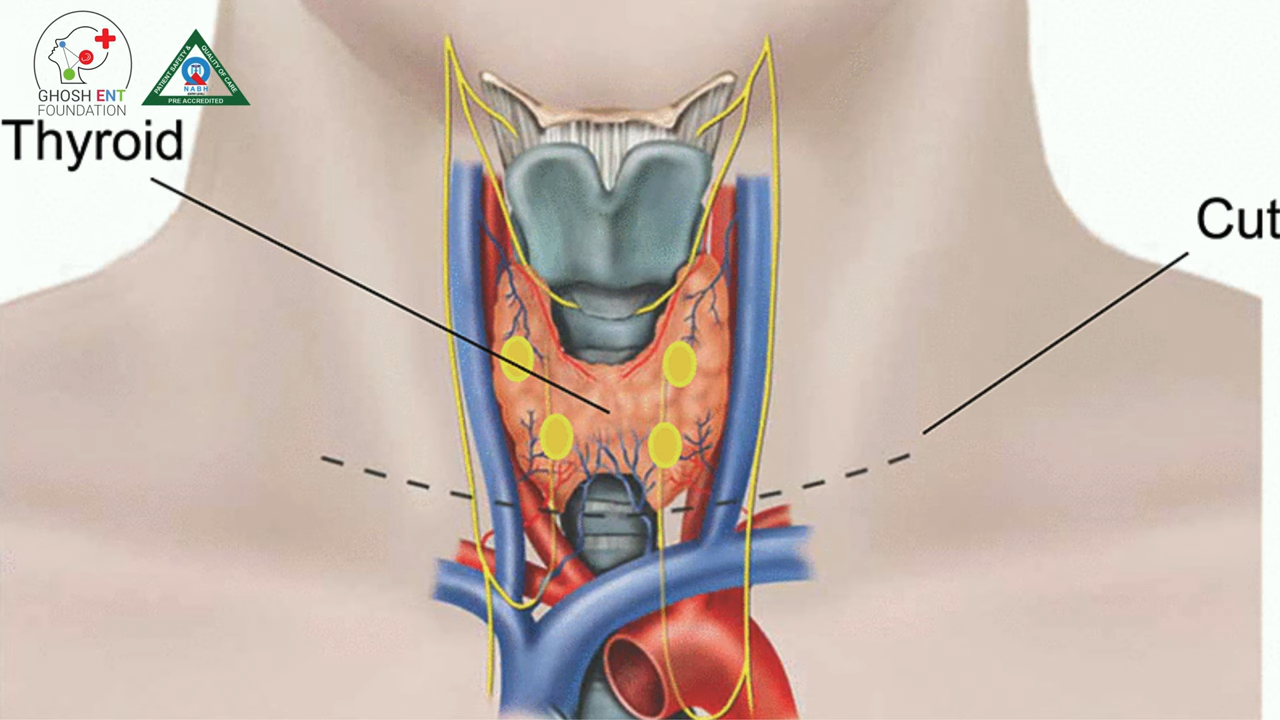 GHOSH ENT
FOUNDATION
PATIENT SAFETY & QUALITY OF CARE
NABH
PRE ACCREDITED
Thyroid
Cut